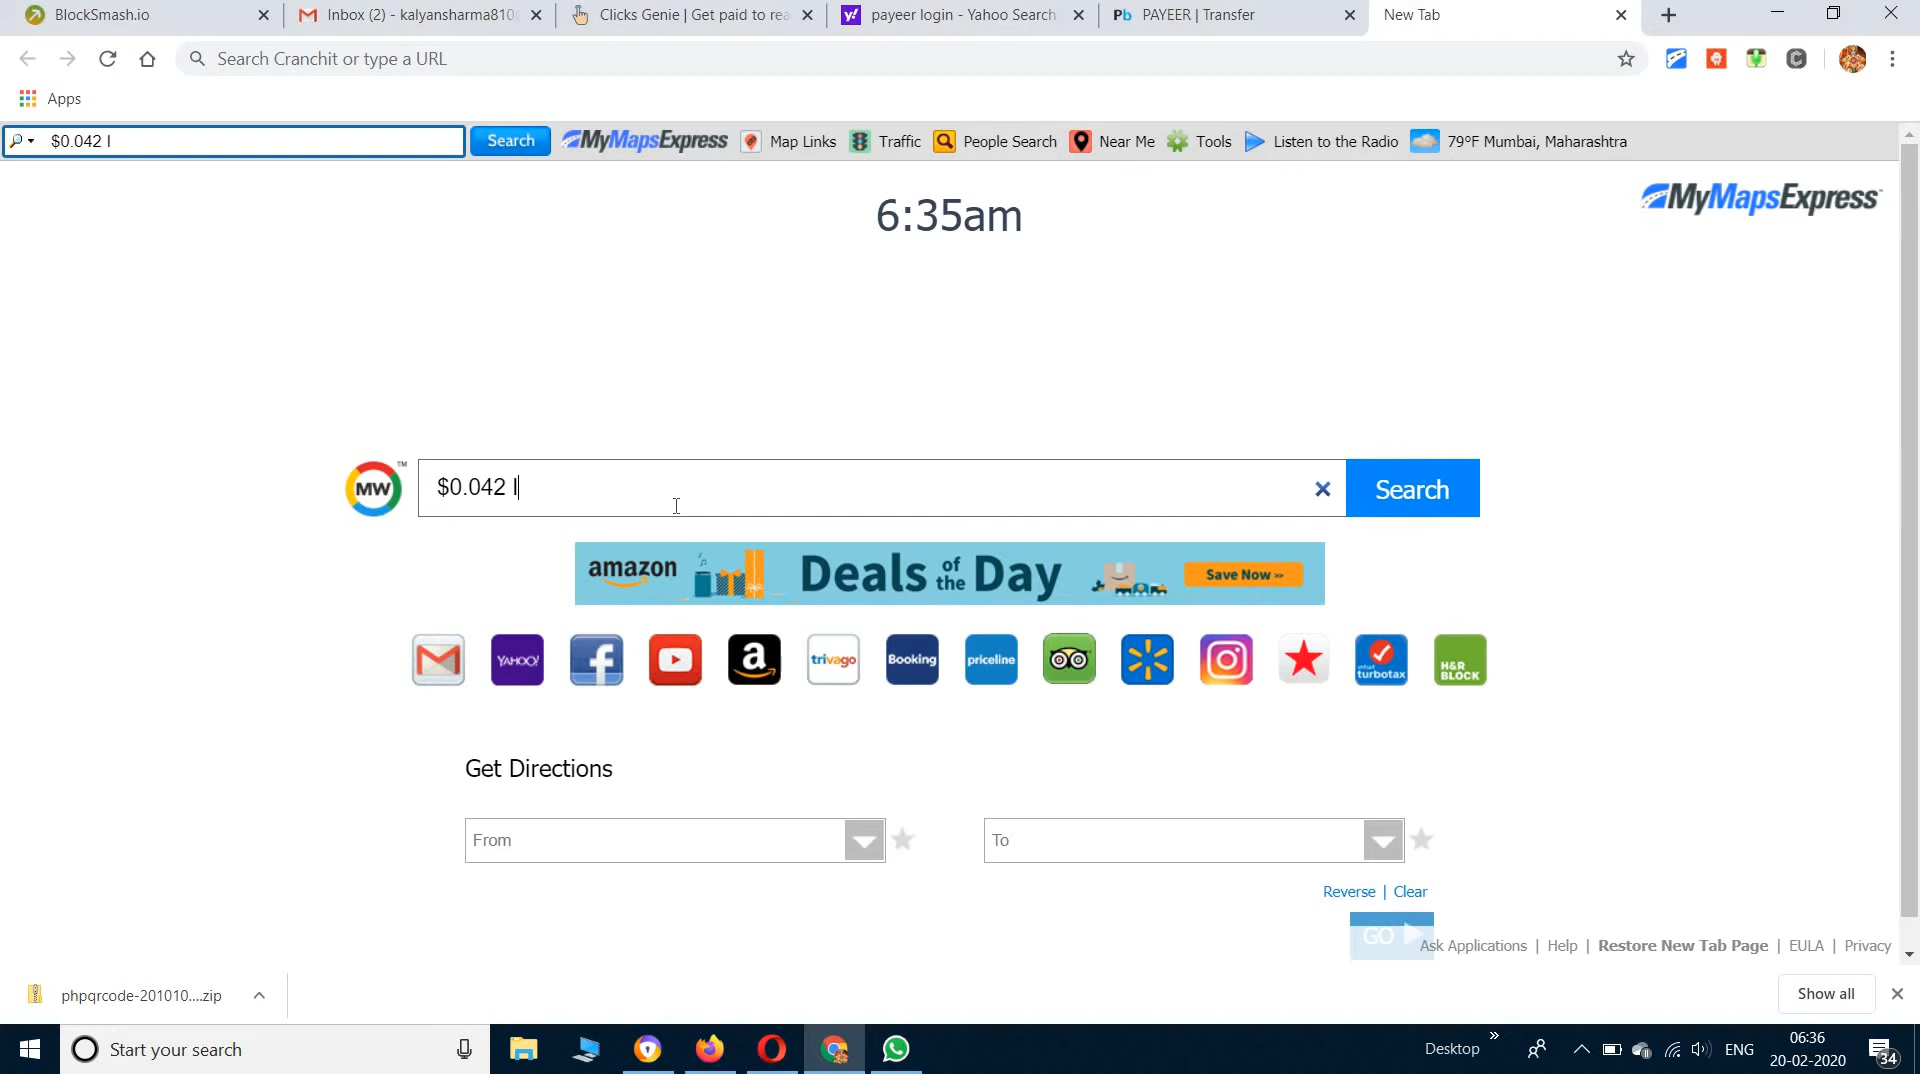 BlockSmash.io
Inbox (2) - kalyansharma810
Clicks Genie | Get paid to rea
payeer login - Yahoo Search
Pb PAYEER | Transfer
New Tab
Search Cranchit or type a URL
Apps
$0.042 I
Search
MyMapsExpress
Map Links
Traffic
People Search
Near Me
Tools
Listen to the Radio
79°F Mumbai, Maharashtra
6:35am
MyMapsExpress
MW
TM
$0.042 I
Search
amazon
Deals of the Day
Save Now >>
YAHOO!
trivago
Booking
priceline
intuit turbotax
H&R BLOCK
Get Directions
From
To
Reverse | Clear
GO
Ask Applications | Help | Restore New Tab Page | EULA | Privacy
phpqrcode-201010....zip
Show all
Start your search
Desktop
ENG
06:36
20-02-2020
34